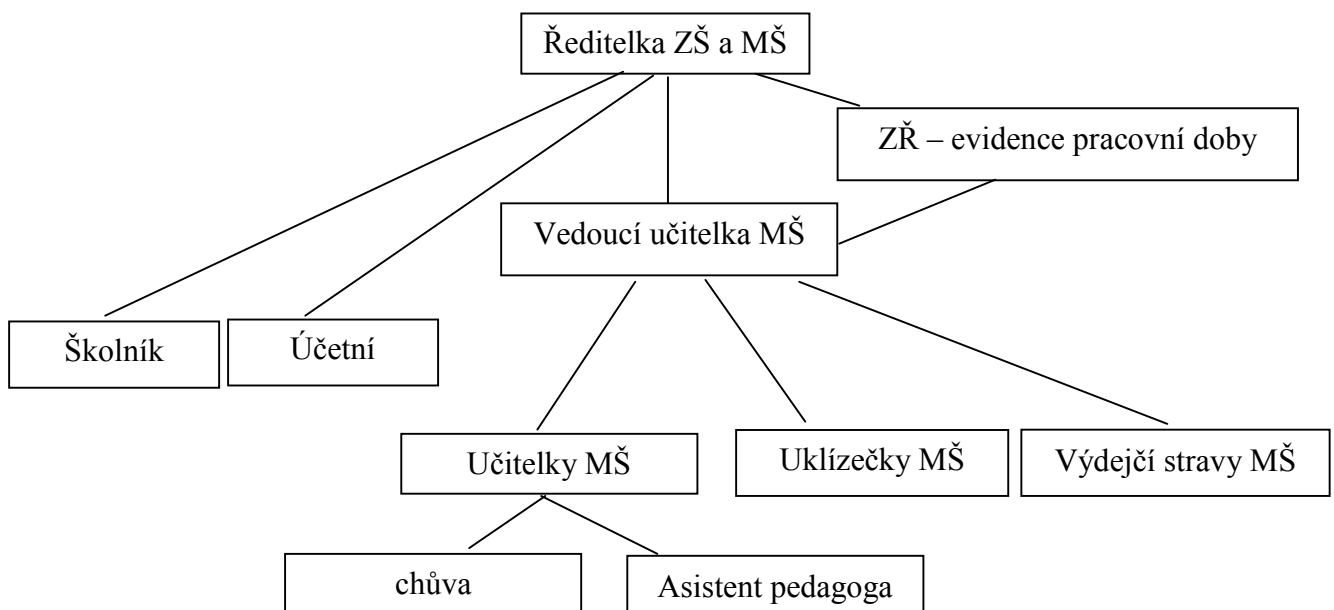 Ředitelka ZŠ a MŠ
ZŘ – evidence pracovní doby
Vedoucí učitelka MŠ
Školník
Účetní
Učitelky MŠ
Uklízečky MŠ
Výdejčí stravy MŠ
chůva
Asistent pedagoga